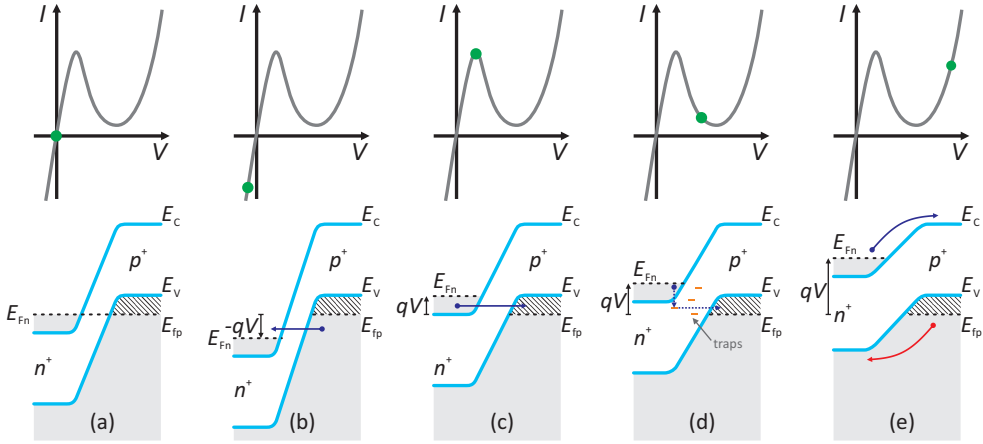 I
V
I
V
I
V
I
V
I
V
E_C
p⁺
E_V
E_Fn
E_fp
n⁺
(a)
E_C
p⁺
E_V
-qV
E_Fn
E_fp
n⁺
(b)
E_C
p⁺
E_Fn
E_V
qV
E_fp
n⁺
(c)
E_C
p⁺
E_Fn
E_V
qV
E_fp
n⁺
traps
(d)
E_C
E_Fn
p⁺
qV
E_V
n⁺
E_fp
(e)